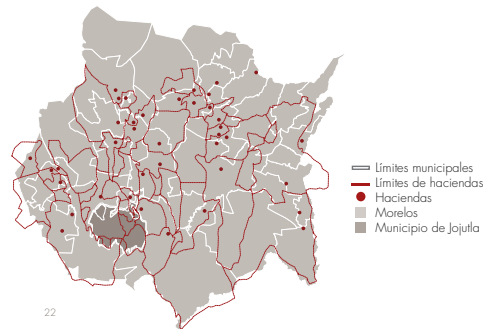 Límites municipales
Límites de haciendas
Haciendas
Morelos
Municipio de Jojutla
22